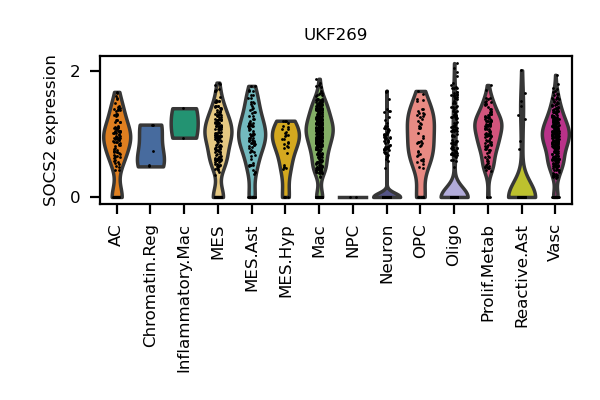 UKF269
SOCS2 expression
2
0
AC
Chromatin.Reg
Inflammatory.Mac
MES
MES.Ast
MES.Hyp
Mac
NPC
Neuron
OPC
Oligo
Prolif.Metab
Reactive.Ast
Vasc